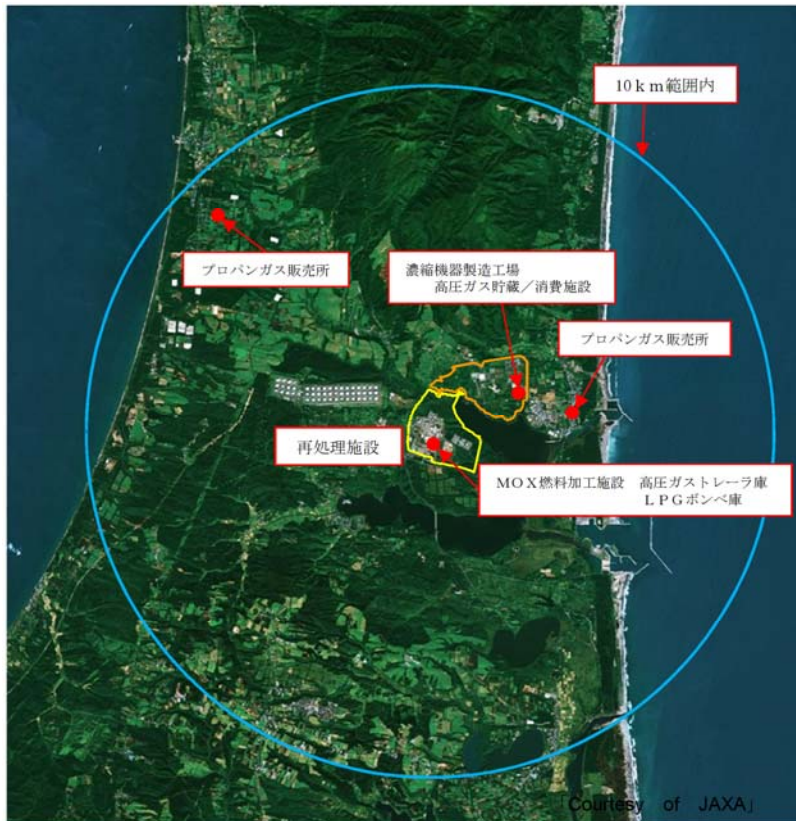 10km範囲内
プロパンガス販売所
濃縮機器製造工場
高圧ガス貯蔵／消費施設
プロパンガス販売所
再処理施設
MOX燃料加工施設 高圧ガストレーラ庫
LPGボンベ庫
「Courtesy of JAXA」